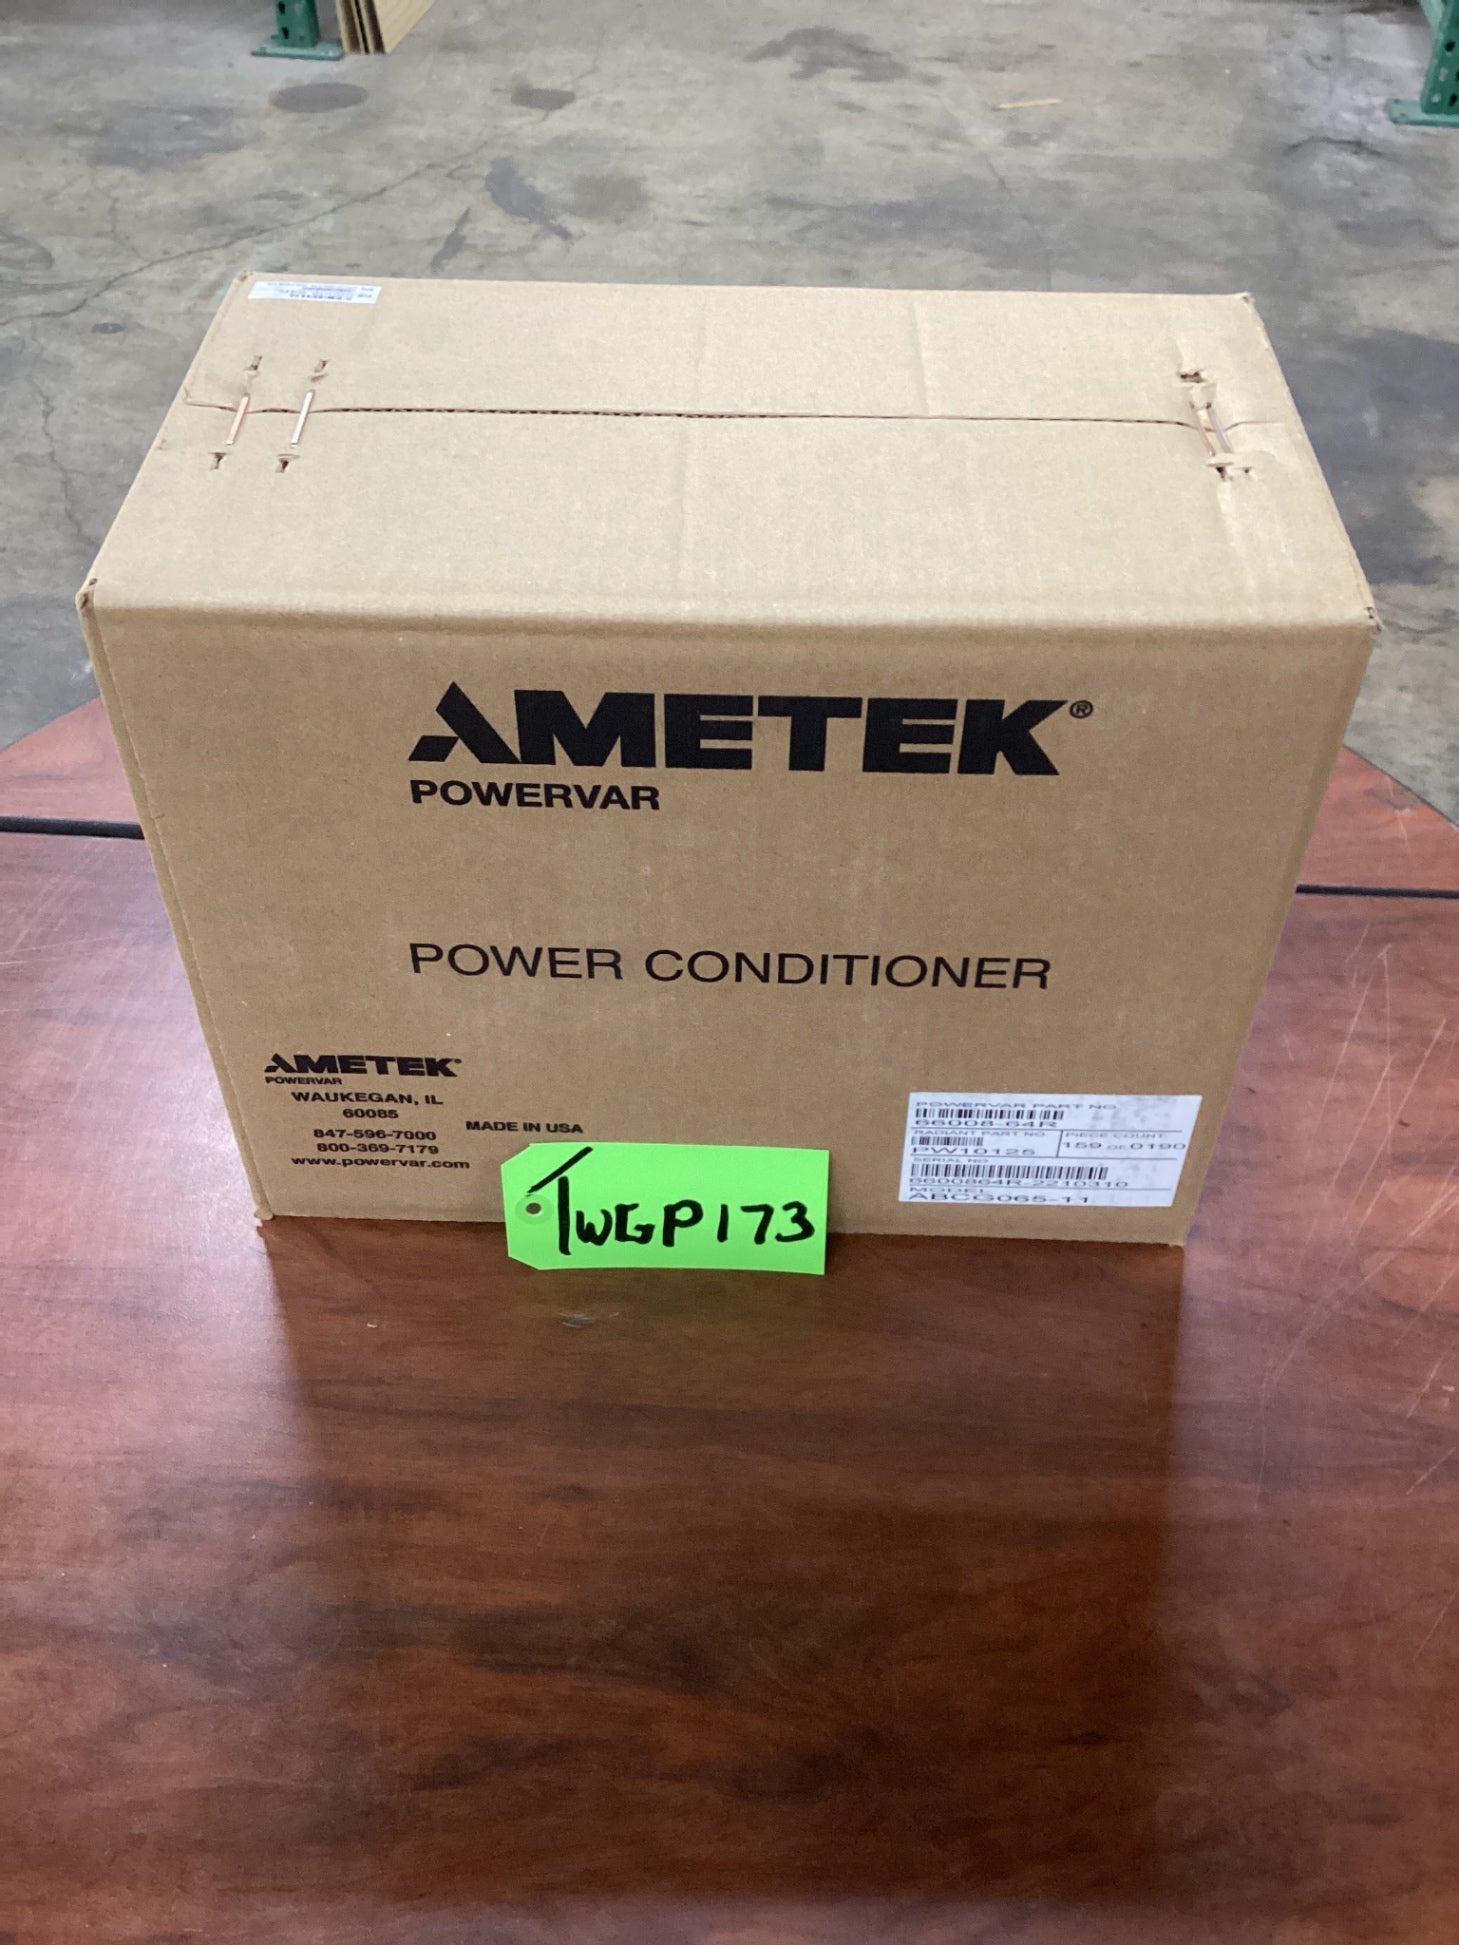 AMETEK®
POWERVAR
POWER CONDITIONER
AMETEK®
POWERVAR
WAUKEGAN, IL
60085
847-596-7000
800-369-7179
www.powervar.com
MADE IN USA
TWGP173
POWERVAR PART NO.
66008-64R
RADIANT PART NO.
PW10125
PIECE COUNT:
159 OF 0190
SERIAL NO.
6600864R-2210310
MODEL
ABCG065-11